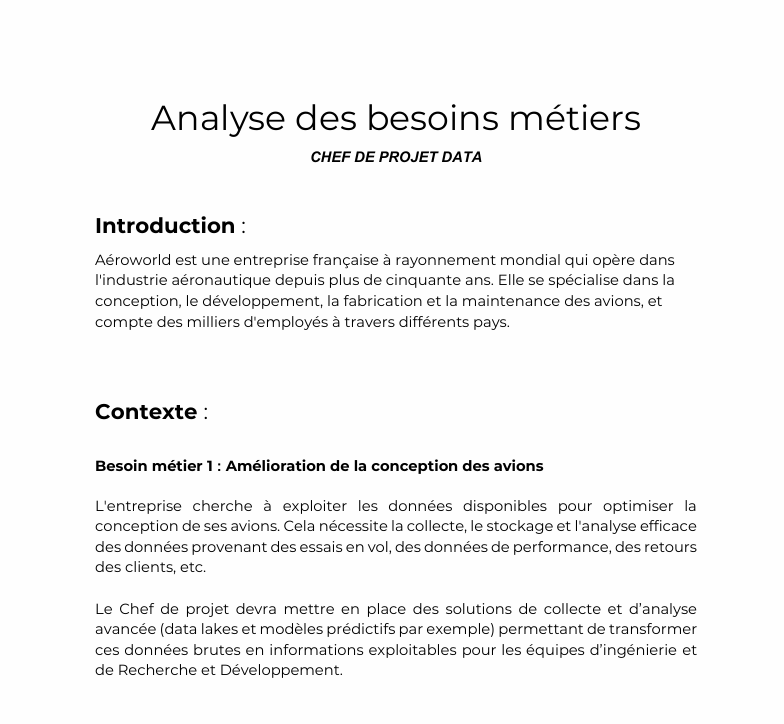 Analyse des besoins métiers
CHEF DE PROJET DATA
Introduction :
Aéroworld est une entreprise française à rayonnement mondial qui opère dans
l'industrie aéronautique depuis plus de cinquante ans. Elle se spécialise dans la
conception, le développement, la fabrication et la maintenance des avions, et
compte des milliers d'employés à travers différents pays.
Contexte :
Besoin métier 1 : Amélioration de la conception des avions
L'entreprise cherche à exploiter les données disponibles pour optimiser la
conception de ses avions. Cela nécessite la collecte, le stockage et l'analyse efficace
des données provenant des essais en vol, des données de performance, des retours
des clients, etc.
Le Chef de projet devra mettre en place des solutions de collecte et d’analyse
avancée (data lakes et modèles prédictifs par exemple) permettant de transformer
ces données brutes en informations exploitables pour les équipes d’ingénierie et
de Recherche et Développement.